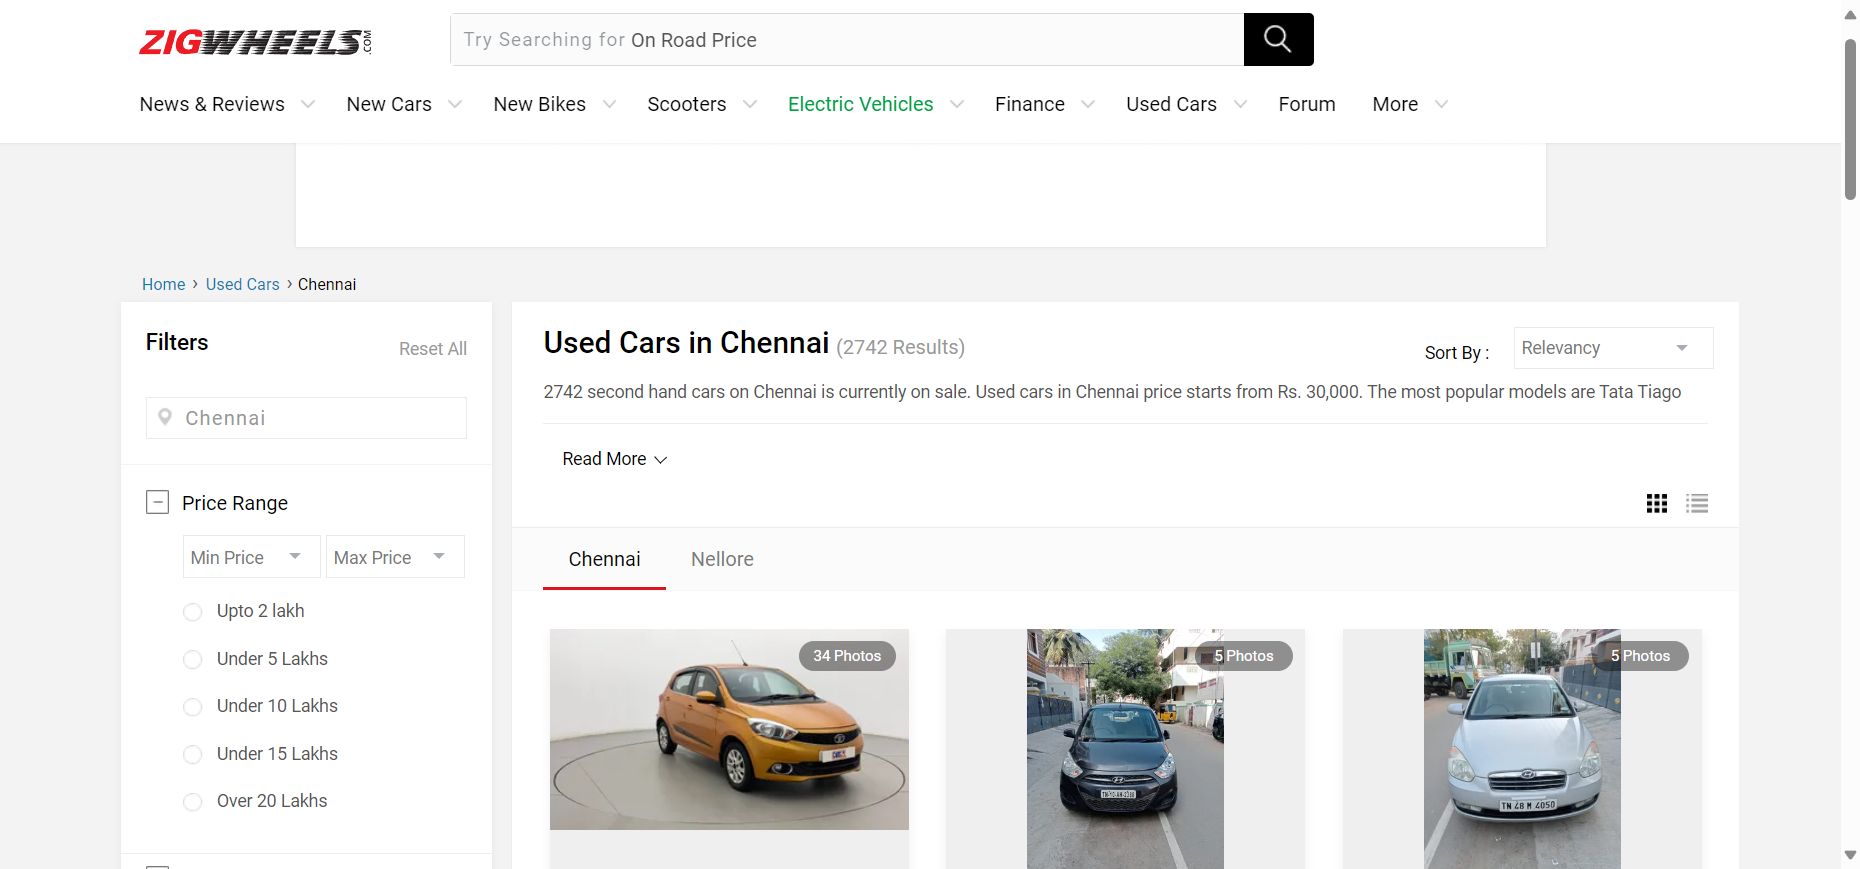 ZIGWHEELS.COM
Try Searching for On Road Price
News & Reviews New Cars New Bikes Scooters Electric Vehicles Finance Used Cars Forum More
Home › Used Cars › Chennai
Filters
Reset All
Chennai
Price Range
Min Price Max Price
Upto 2 lakh
Under 5 Lakhs
Under 10 Lakhs
Under 15 Lakhs
Over 20 Lakhs
Used Cars in Chennai (2742 Results)
Sort By : Relevancy
2742 second hand cars on Chennai is currently on sale. Used cars in Chennai price starts from Rs. 30,000. The most popular models are Tata Tiago
Read More
Chennai Nellore
34 Photos
5 Photos
5 Photos
TN 48 M 4050